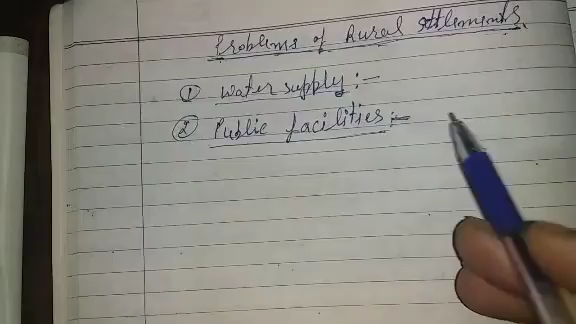 Problems of Rural settlements
① Water supply :-
② Public facilities :-